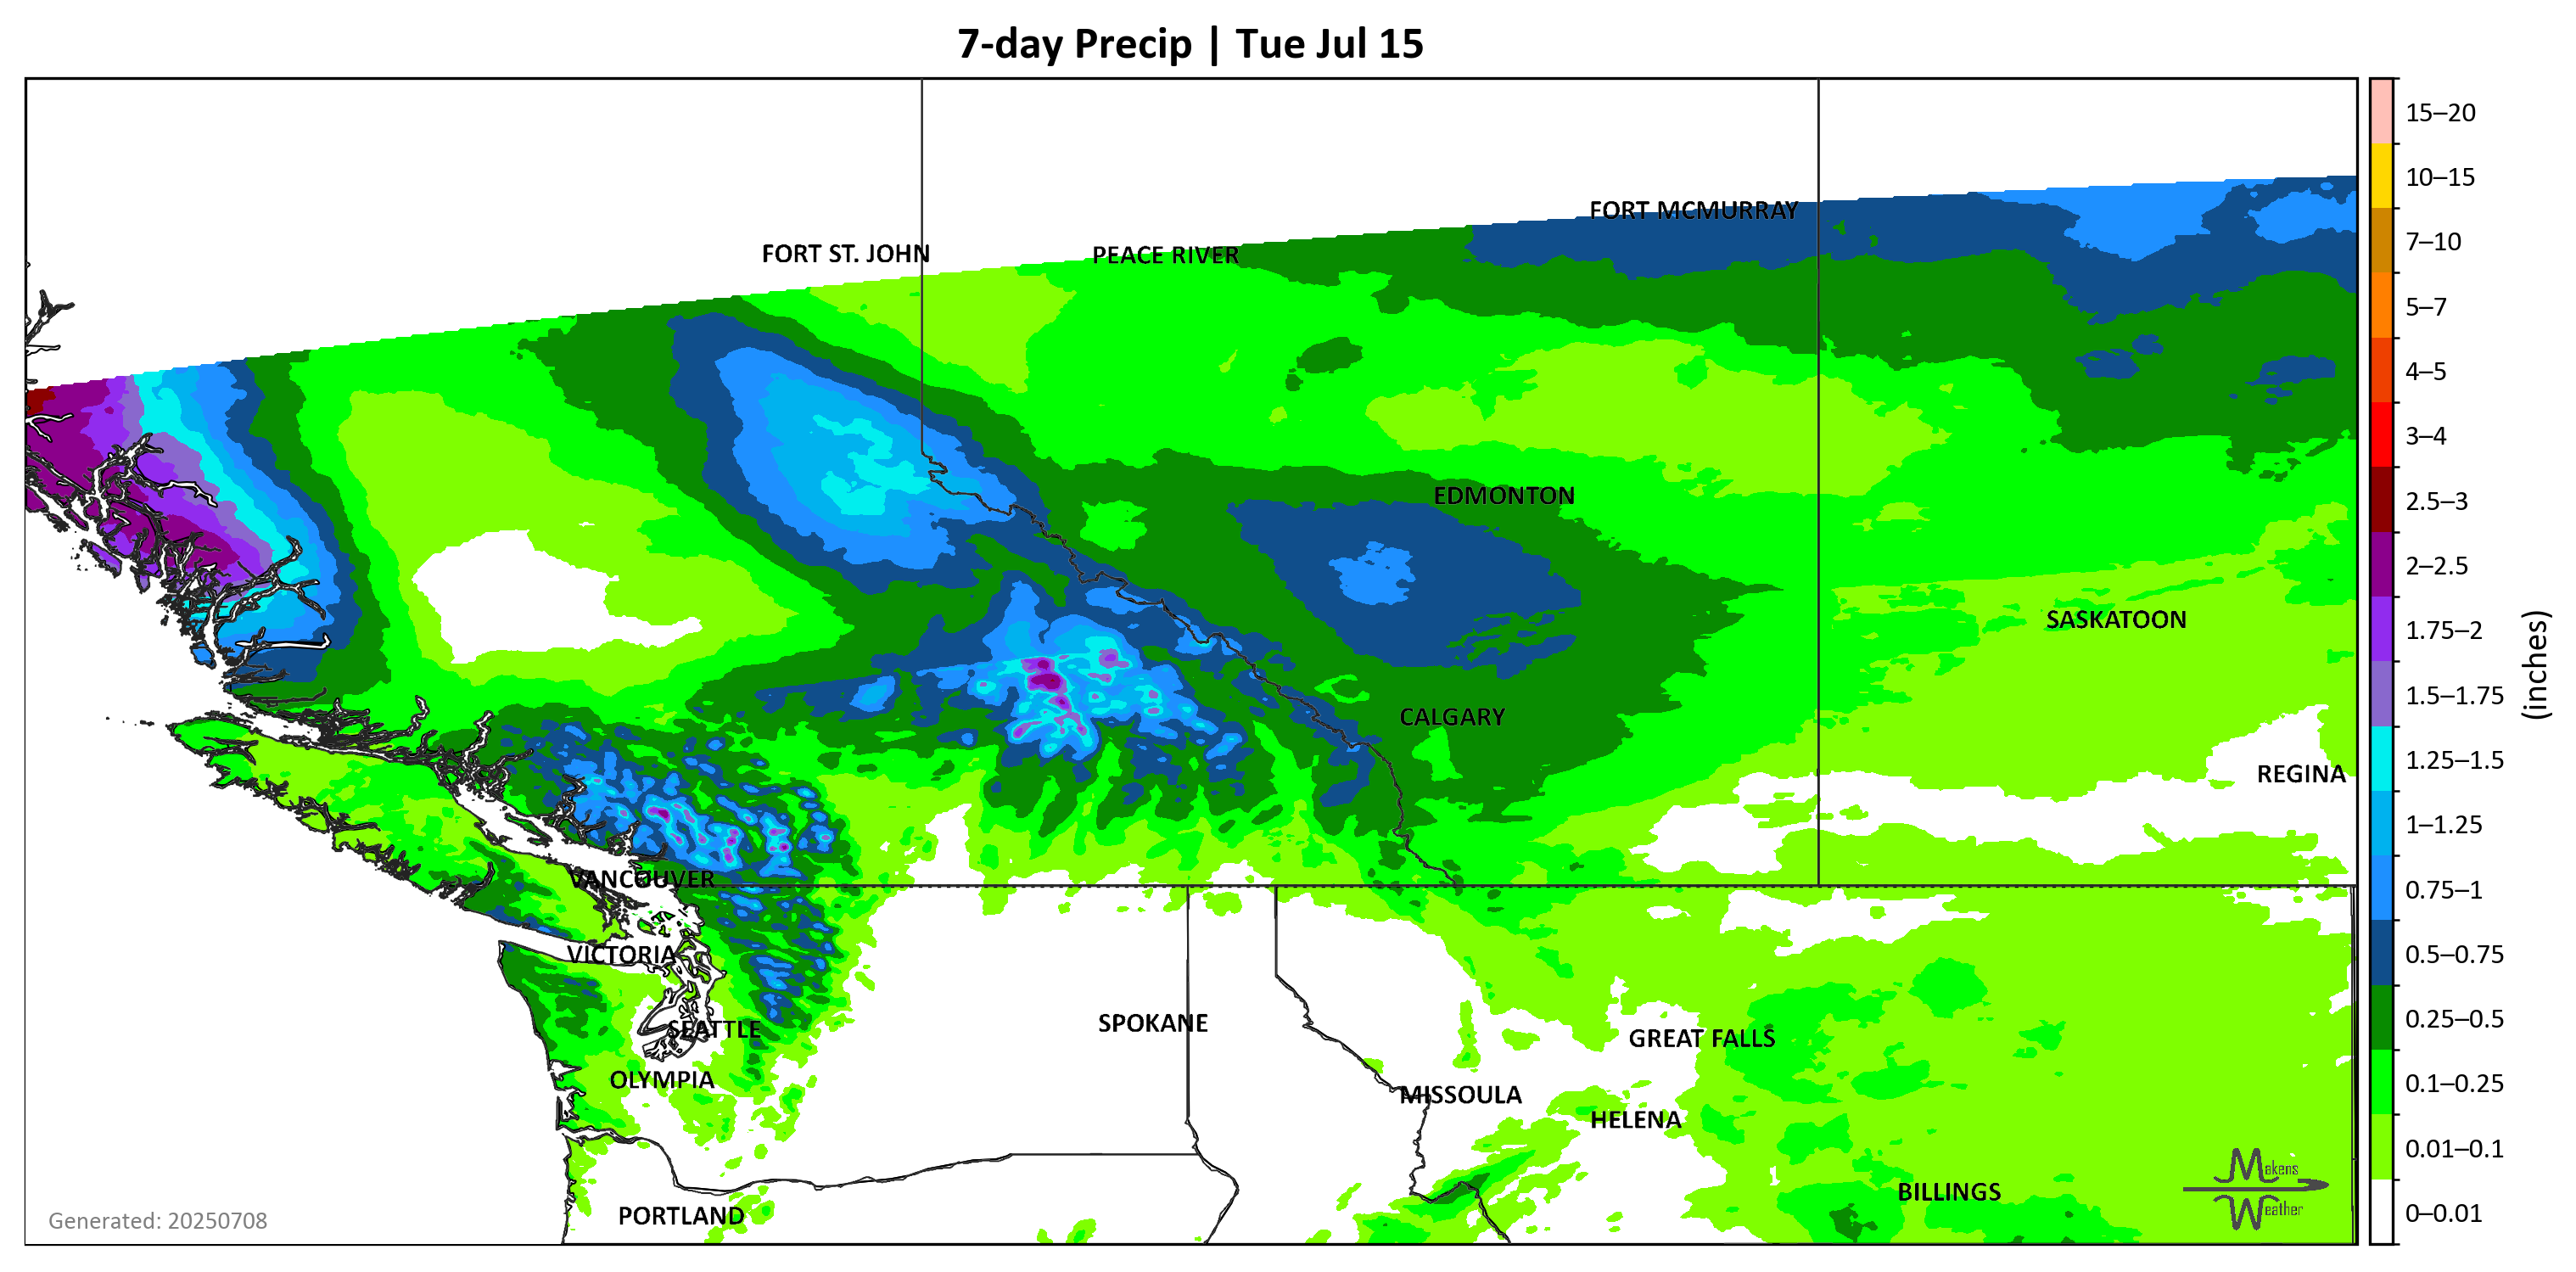 7-day Precip | Tue Jul 15
FORT MCMURRAY
FORT ST. JOHN
PEACE RIVER
EDMONTON
SASKATOON
CALGARY
REGINA
VANCOUVER
VICTORIA
SEATTLE
SPOKANE
GREAT FALLS
OLYMPIA
MISSOULA
HELENA
BILLINGS
PORTLAND
Generated: 20250708
Makens
Weather
15–20
10–15
7–10
5–7
4–5
3–4
2.5–3
2–2.5
1.75–2
1.5–1.75
1.25–1.5
1–1.25
0.75–1
0.5–0.75
0.25–0.5
0.1–0.25
0.01–0.1
0–0.01
(inches)